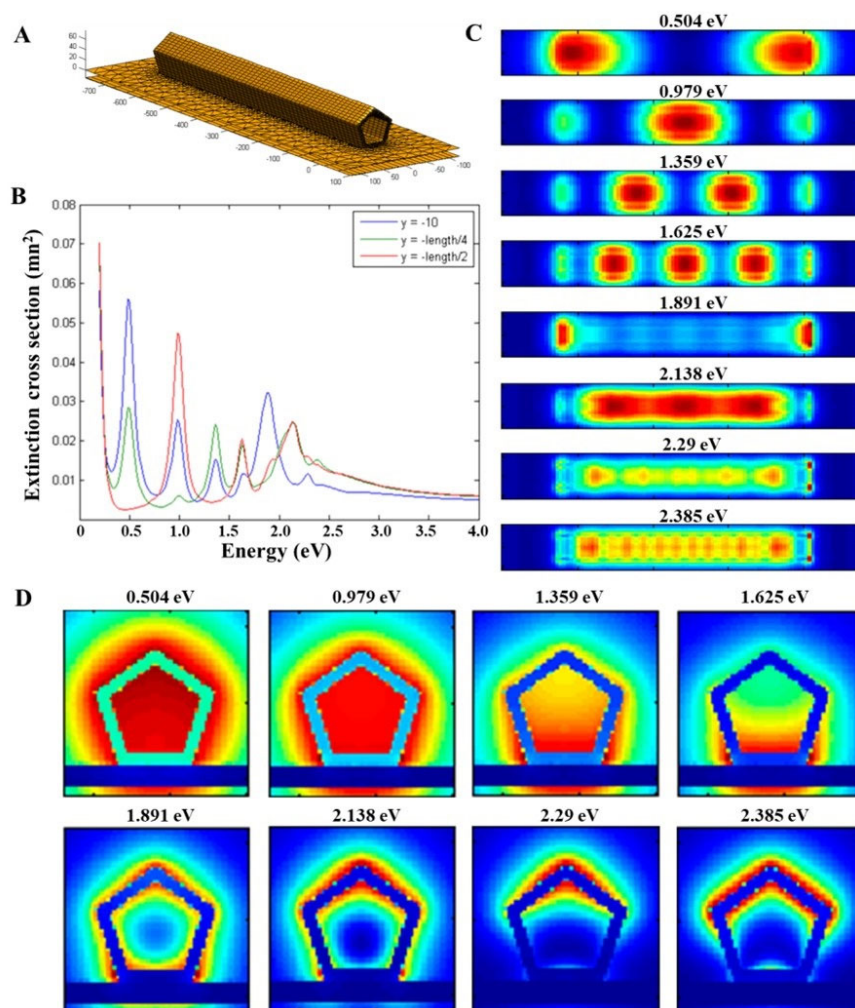 A
60
40
20
0
-700
-600
-500
-400
-300
-200
-100
0
100
100
50
0
-50
-100
B
0.08
0.07
0.06
0.05
0.04
0.03
0.02
0.01
Extinction cross section (mn²)
y = -10
y = -length/4
y = -length/2
0 0.5 1.0 1.5 2.0 2.5 3.0 3.5 4.0
Energy (eV)
C
0.504 eV
0.979 eV
1.359 eV
1.625 eV
1.891 eV
2.138 eV
2.29 eV
2.385 eV
D
0.504 eV 0.979 eV 1.359 eV 1.625 eV
1.891 eV 2.138 eV 2.29 eV 2.385 eV